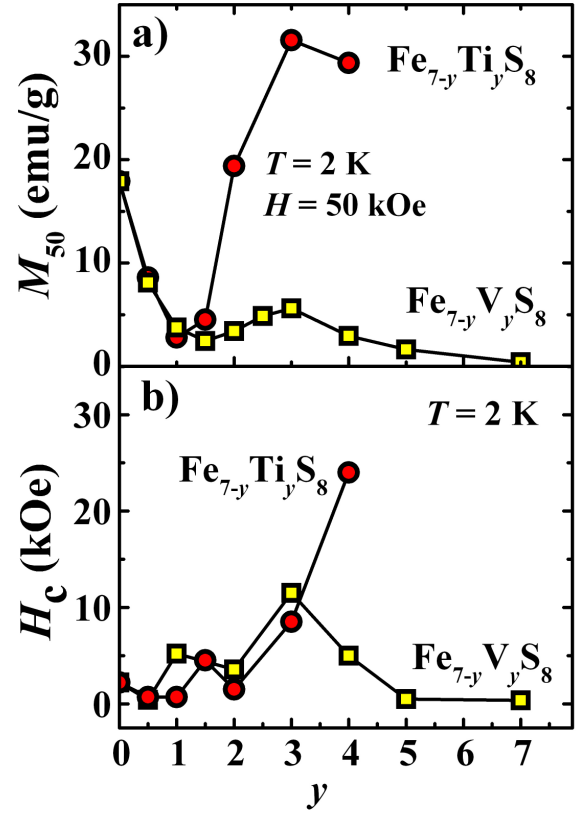 a)
Fe7-yTiyS8
T = 2 K
H = 50 kOe
Fe7-yVyS8
M50 (emu/g)
30
20
10
0
b)
T = 2 K
Fe7-yTiyS8
Fe7-yVyS8
Hc (kOe)
30
20
10
0
0 1 2 3 4 5 6 7
y